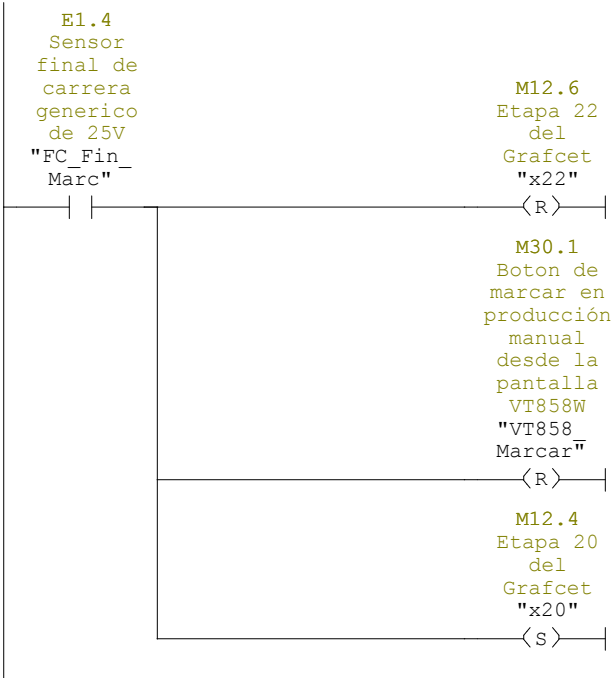 E1.4
Sensor
final de
carrera
generico
de 25V
"FC_Fin_
Marc"
M12.6
Etapa 22
del
Grafcet
"x22"
R
M30.1
Boton de
marcar en
producción
manual
desde la
pantalla
VT858W
"VT858_
Marcar"
R
M12.4
Etapa 20
del
Grafcet
"x20"
S